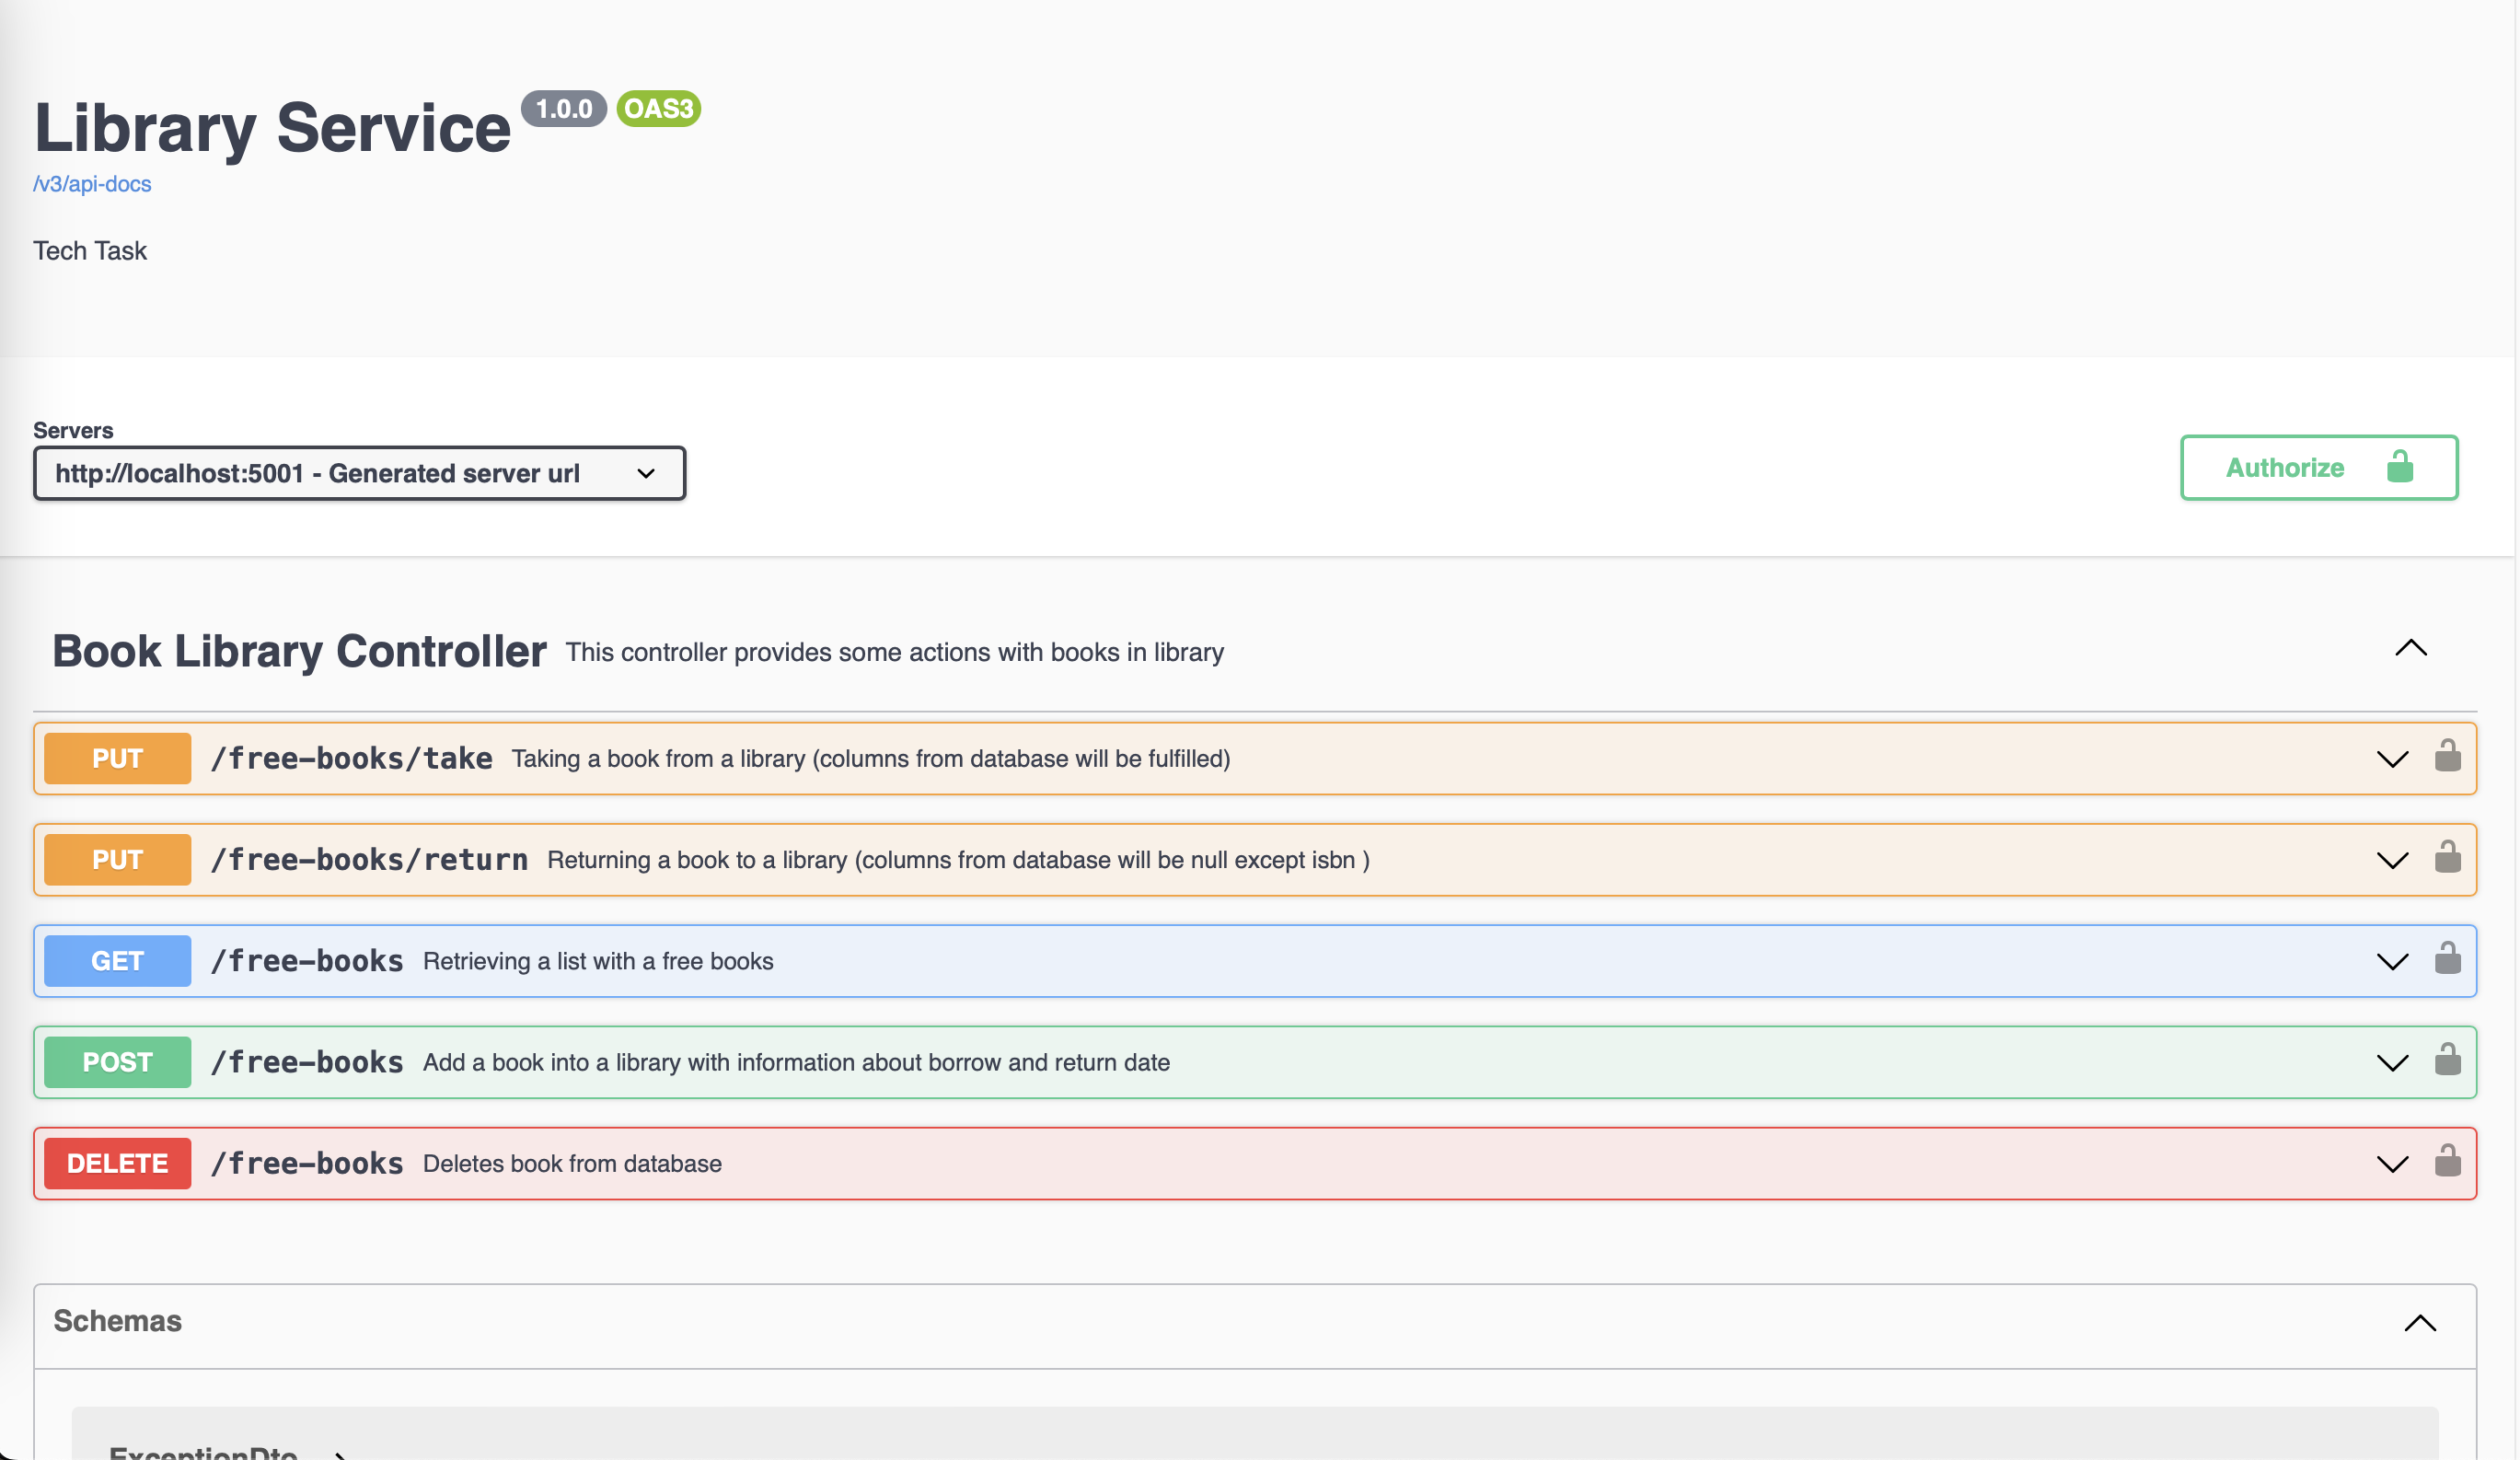 Library Service 1.0.0 OAS3
/v3/api-docs
Tech Task
Servers
http://localhost:5001 - Generated server url
Authorize
Book Library Controller This controller provides some actions with books in library
PUT /free-books/take Taking a book from a library (columns from database will be fulfilled)
PUT /free-books/return Returning a book to a library (columns from database will be null except isbn )
GET /free-books Retrieving a list with a free books
POST /free-books Add a book into a library with information about borrow and return date
DELETE /free-books Deletes book from database
Schemas
ExceptionDto